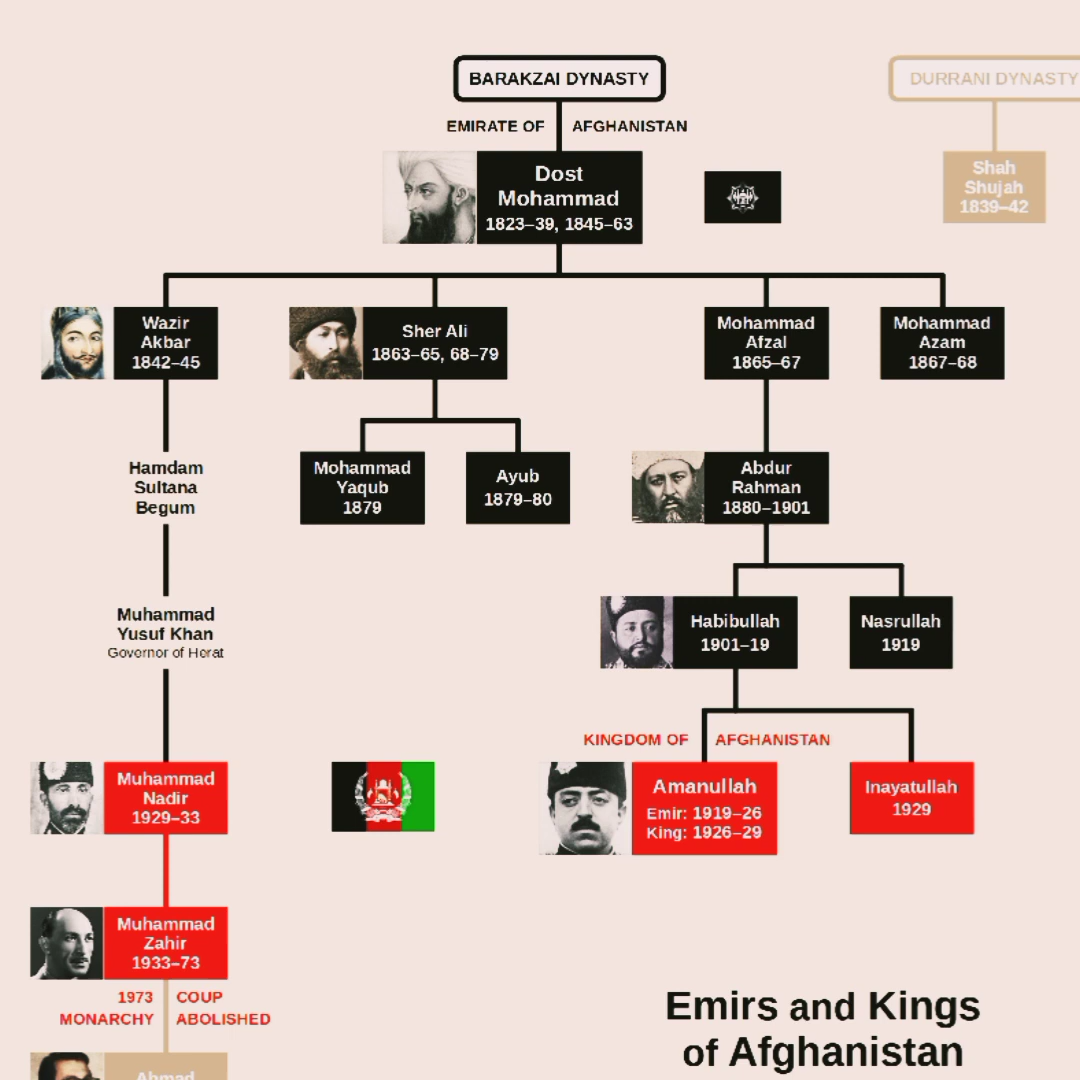 BARAKZAI DYNASTY
DURRANI DYNASTY
EMIRATE OF AFGHANISTAN
Dost
Mohammad
1823–39, 1845–63
Shah
Shujah
1839–42
Wazir
Akbar
1842–45
Sher Ali
1863–65, 68–79
Mohammad
Afzal
1865–67
Mohammad
Azam
1867–68
Hamdam
Sultana
Begum
Mohammad
Yaqub
1879
Ayub
1879–80
Abdur
Rahman
1880–1901
Muhammad
Yusuf Khan
Governor of Herat
Habibullah
1901–19
Nasrullah
1919
KINGDOM OF AFGHANISTAN
Muhammad
Nadir
1929–33
Amanullah
Emir: 1919–26
King: 1926–29
Inayatullah
1929
Muhammad
Zahir
1933–73
1973 COUP
MONARCHY ABOLISHED
Ahmad
Emirs and Kings
of Afghanistan